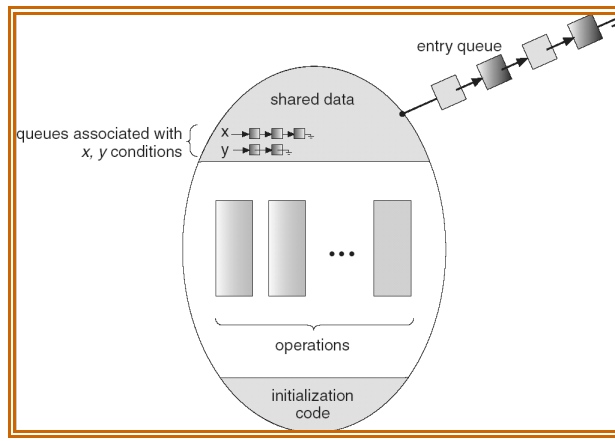 entry queue
shared data
queues associated with
x, y conditions
x
y
operations
initialization
code